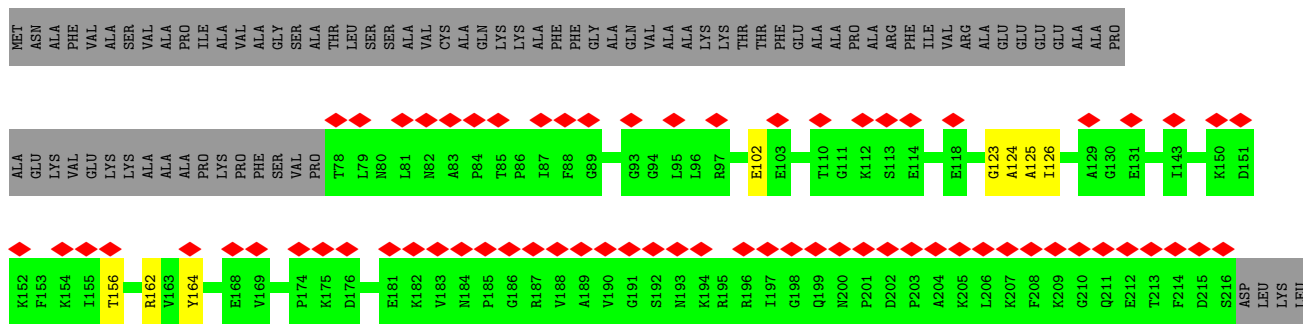 MET ASN ALA PHE VAL ALA SER VAL ALA PRO ILE ALA VAL ALA GLY SER ALA THR LEU SER SER ALA VAL CYS ALA GLN LYS LYS ALA PHE PHE GLY ALA GLN VAL ALA ALA LYS LYS THR THR PHE GLU ALA ALA PRO ALA ARG PHE ILE VAL ARG ALA GLU GLU GLU GLU ALA ALA PRO
ALA GLU LYS VAL GLU LYS LYS ALA ALA ALA PRO LYS PRO PHE SER VAL PRO T78 L79 N80 L81 N82 A83 P84 T85 P86 I87 F88 G89 G93 G94 L95 L96 R97 E102 E103 T110 G111 K112 S113 E114 E118 G123 A124 A125 I126 A129 G130 E131 I143 K150 D151
K152 F153 K154 I155 T156 R162 V163 Y164 E168 V169 P174 K175 D176 E181 K182 V183 N184 P185 G186 R187 V188 A189 V190 G191 S192 N193 K194 R195 R196 I197 G198 Q199 N200 P201 D202 P203 A204 K205 L206 K207 F208 K209 G210 Q211 E212 T213 F214 D215 S216 ASP LEU LYS LEU